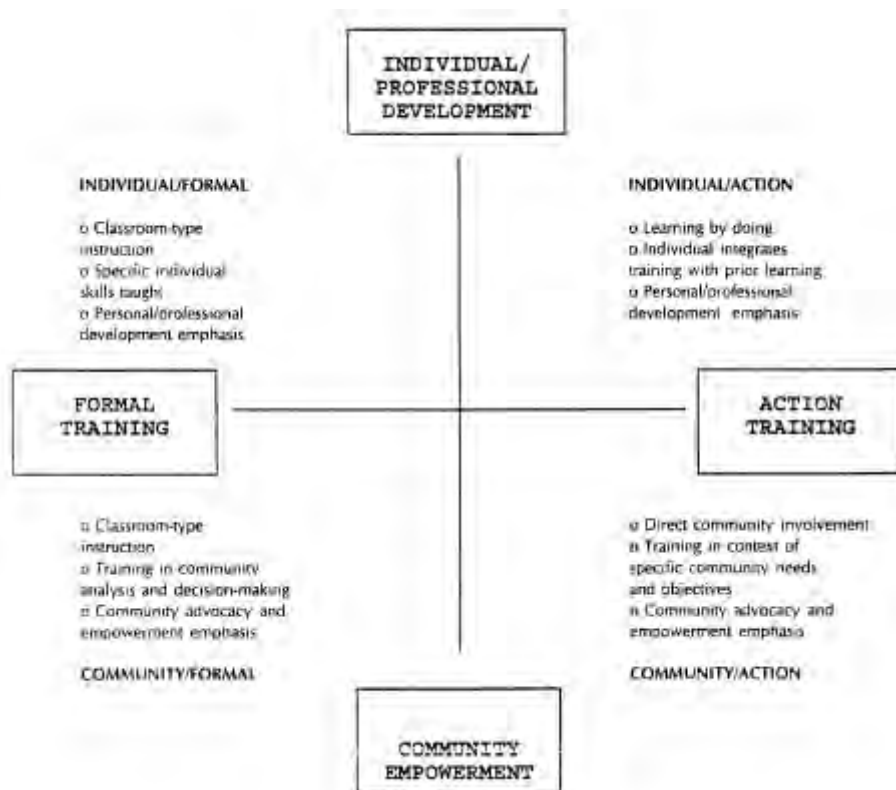 INDIVIDUAL/
PROFESSIONAL
DEVELOPMENT
INDIVIDUAL/FORMAL
o Classroom-type
instruction
o Specific individual
skills taught
o Personal/professional
development emphasis
INDIVIDUAL/ACTION
o Learning by doing
o Individual integrates
training with prior learning
o Personal/professional
development emphasis
FORMAL
TRAINING
ACTION
TRAINING
o Classroom-type
instruction
o Training in community
analysis and decision-making
o Community advocacy and
empowerment emphasis
COMMUNITY/FORMAL
o Direct community involvement
o Training in context of
specific community needs
and objectives
o Community advocacy and
empowerment emphasis
COMMUNITY/ACTION
COMMUNITY
EMPOWERMENT